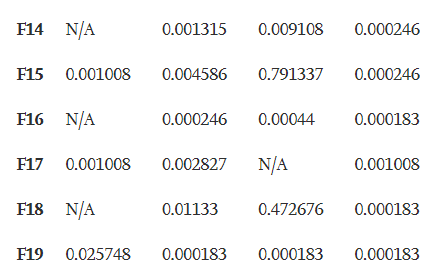 F14 N/A 0.001315 0.009108 0.000246
F15 0.001008 0.004586 0.791337 0.000246
F16 N/A 0.000246 0.00044 0.000183
F17 0.001008 0.002827 N/A 0.001008
F18 N/A 0.01133 0.472676 0.000183
F19 0.025748 0.000183 0.000183 0.000183